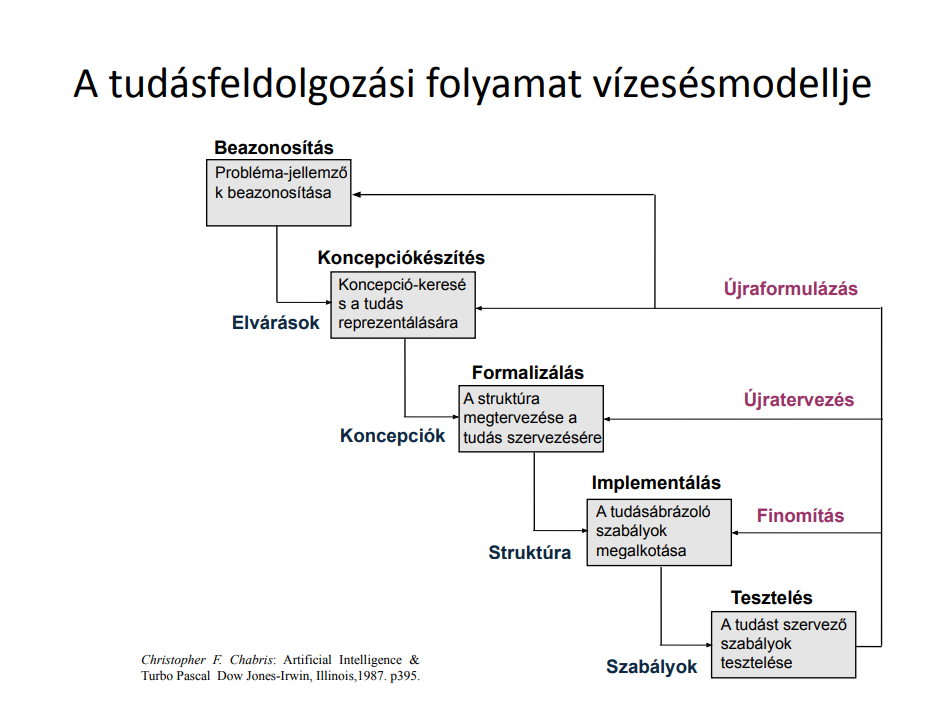 A tudásfeldolgozási folyamat vízesésmodellje
Beazonosítás
Probléma-jellemző
k beazonosítása
Koncepciókészítés
Koncepció-keresé
s a tudás
reprezentálására
Elvárások
Újraformulázás
Formalizálás
A struktúra
megtervezése a
tudás szervezésére
Koncepciók
Újratervezés
Implementálás
A tudásábrázoló
szabályok
megalkotása
Struktúra
Finomítás
Tesztelés
A tudást szervező
szabályok
tesztelése
Szabályok
Christopher F. Chabris: Artificial Intelligence &
Turbo Pascal Dow Jones-Irwin, Illinois,1987. p395.